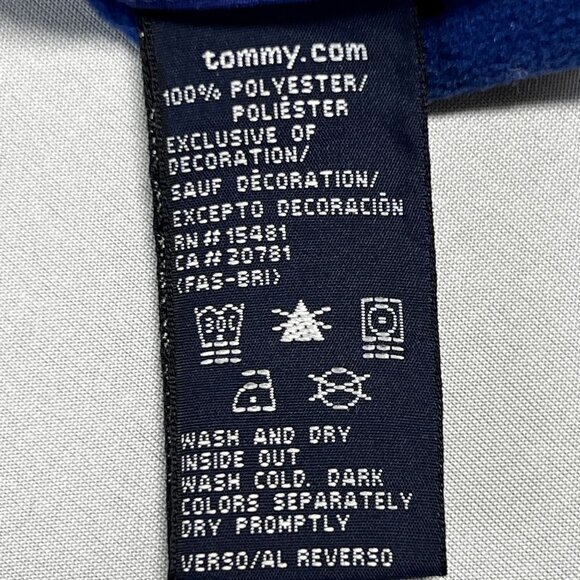 tommy.com
100% POLYESTER/
POLIÉSTER
EXCLUSIVE OF
DECORATION/
SAUF DÉCORATION/
EXCEPTO DECORACIÓN
RN# 15481
CA# 20781
(FAS-BRI)
30C
WASH AND DRY
INSIDE OUT
WASH COLD. DARK
COLORS SEPARATELY
DRY PROMPTLY
VERSO/AL REVERSO